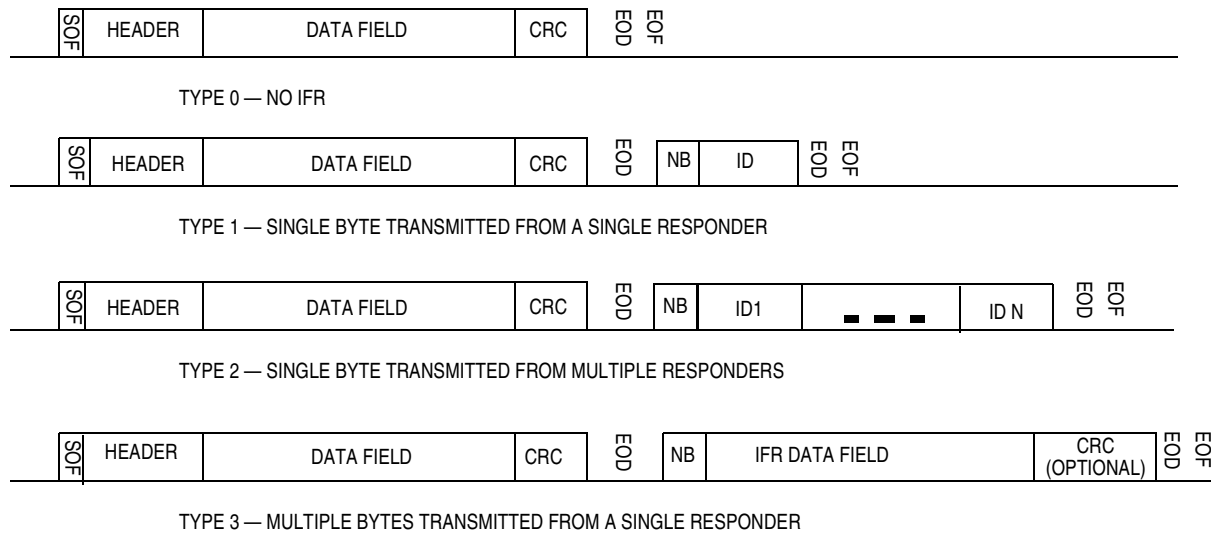 SOF HEADER DATA FIELD CRC EOD EOF
TYPE 0 — NO IFR
SOF HEADER DATA FIELD CRC EOD NB ID EOD EOF
TYPE 1 — SINGLE BYTE TRANSMITTED FROM A SINGLE RESPONDER
SOF HEADER DATA FIELD CRC EOD NB ID1 ID N EOD EOF
TYPE 2 — SINGLE BYTE TRANSMITTED FROM MULTIPLE RESPONDERS
SOF HEADER DATA FIELD CRC EOD NB IFR DATA FIELD CRC (OPTIONAL) EOD EOF
TYPE 3 — MULTIPLE BYTES TRANSMITTED FROM A SINGLE RESPONDER